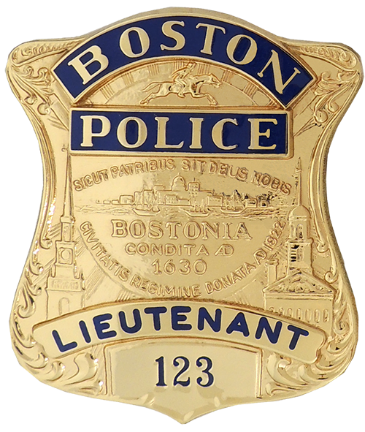 BOSTON
POLICE
SICUT PATRIBUS SIT DEUS NOBIS
BOSTONIA
CONDITA AD
1630
CIVITATIS REGIMINE DONATA AD 1822
LIEUTENANT
123